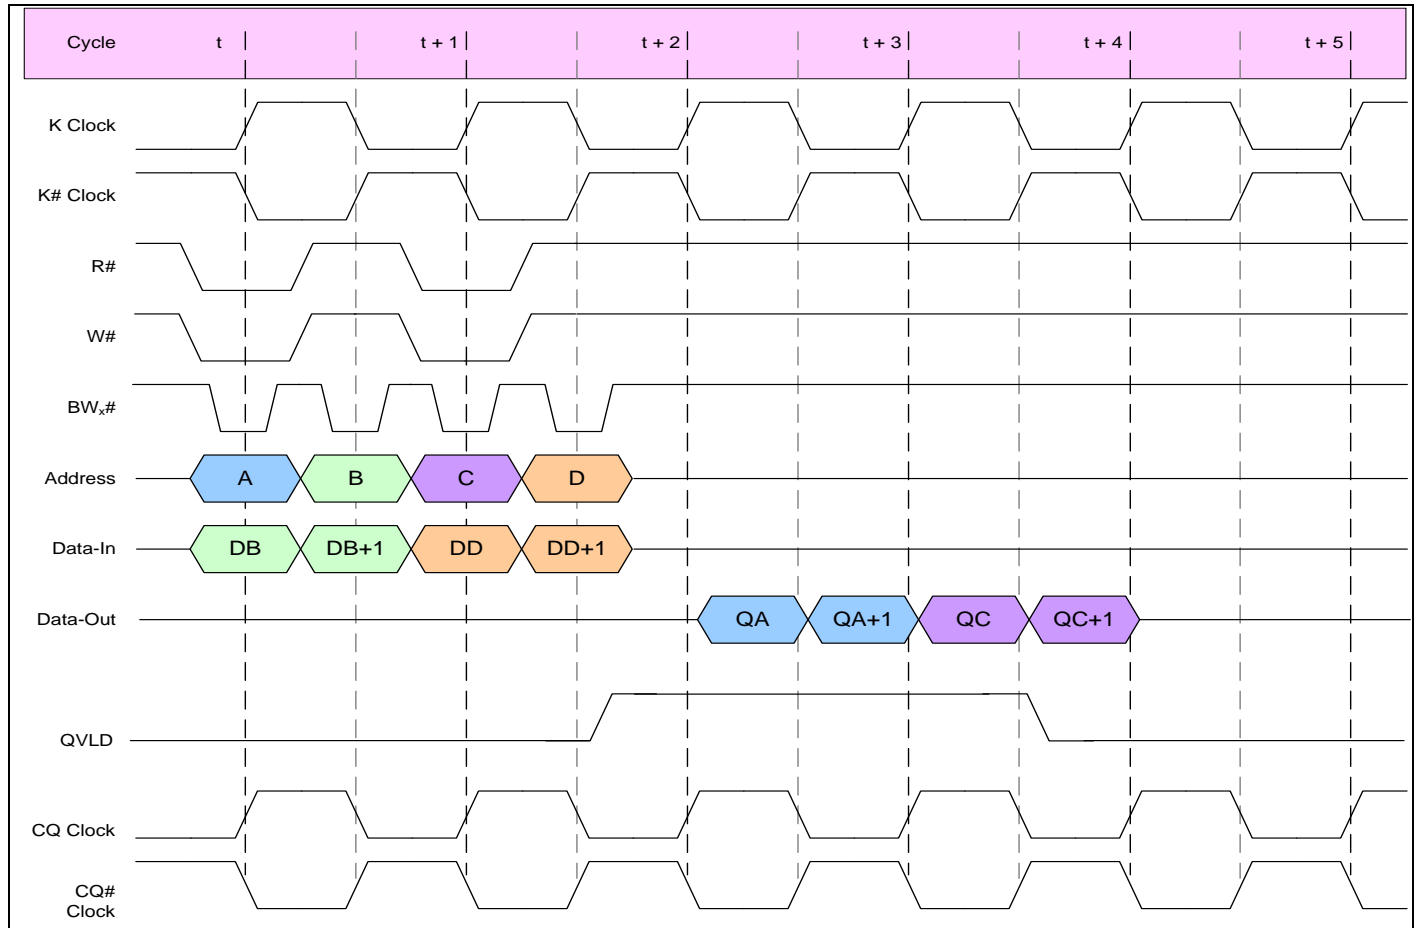 Cycle t t + 1 t + 2 t + 3 t + 4 t + 5
K Clock
K# Clock
R#
W#
BWₓ#
Address A B C D
Data-In DB DB+1 DD DD+1
Data-Out QA QA+1 QC QC+1
QVLD
CQ Clock
CQ#
Clock